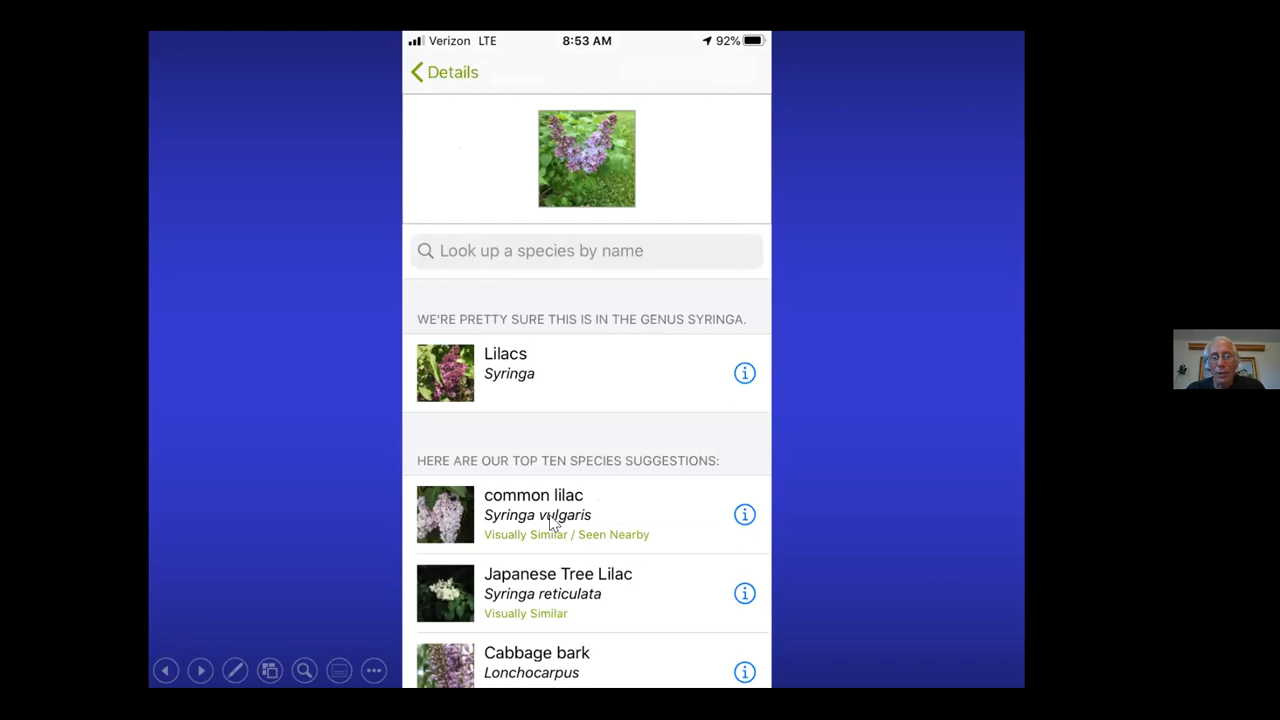 Verizon LTE 8:53 AM 92%
Details
Look up a species by name
WE'RE PRETTY SURE THIS IS IN THE GENUS SYRINGA.
Lilacs
Syringa
HERE ARE OUR TOP TEN SPECIES SUGGESTIONS:
common lilac
Syringa vulgaris
Visually Similar / Seen Nearby
Japanese Tree Lilac
Syringa reticulata
Visually Similar
Cabbage bark
Lonchocarpus